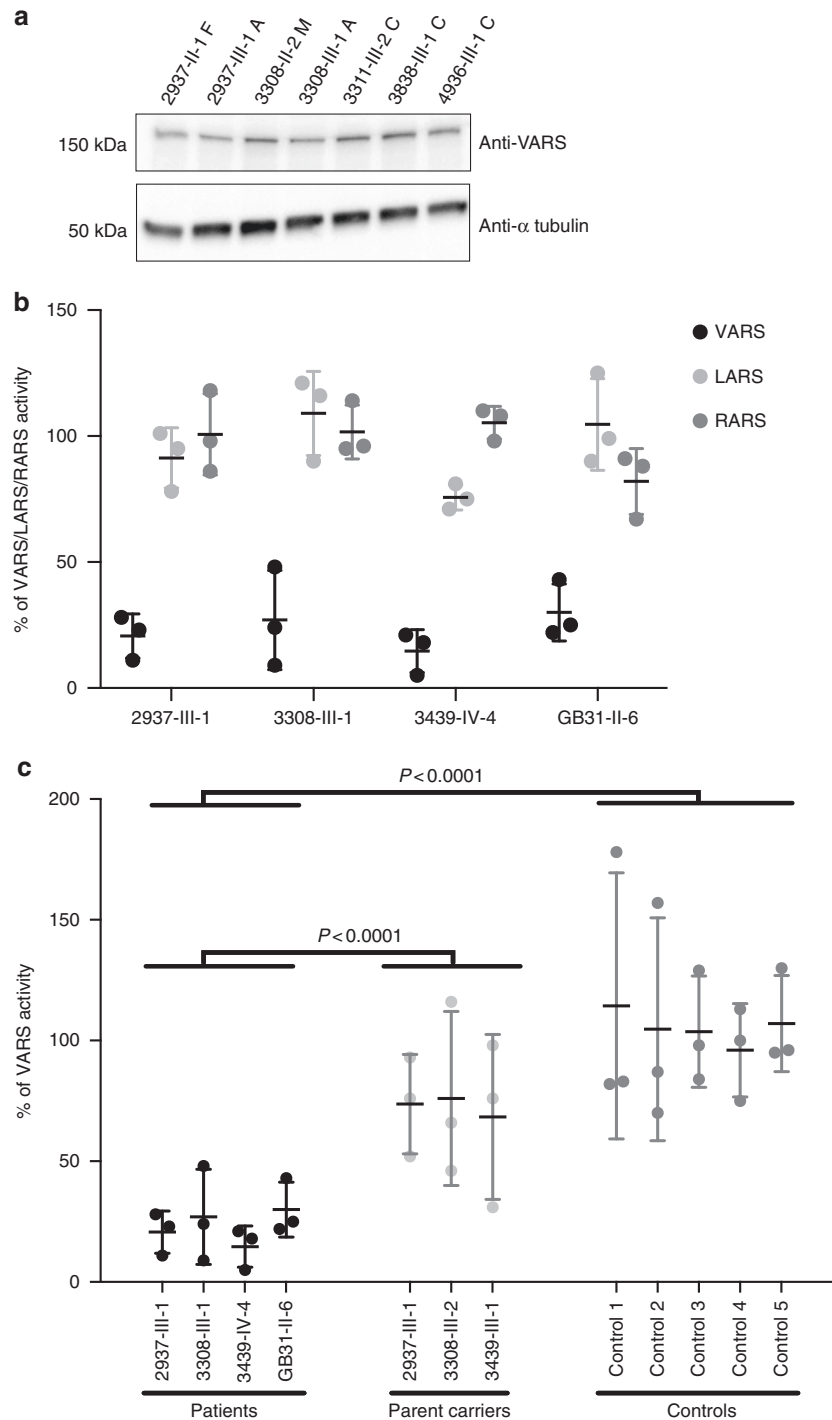 a
2937-II-1 F
2937-III-1 A
3308-II-2 M
3308-III-1 A
3311-III-2 C
3838-III-1 C
4936-III-1 C
150 kDa
Anti-VARS
50 kDa
Anti-α tubulin
b
% of VARS/LARS/RARS activity
150
100
50
0
VARS
LARS
RARS
2937-III-1
3308-III-1
3439-IV-4
GB31-II-6
c
% of VARS activity
200
150
100
50
0
P < 0.0001
P < 0.0001
2937-III-1
3308-III-1
3439-IV-4
GB31-II-6
2937-III-1
3308-III-2
3439-III-1
Control 1
Control 2
Control 3
Control 4
Control 5
Patients
Parent carriers
Controls